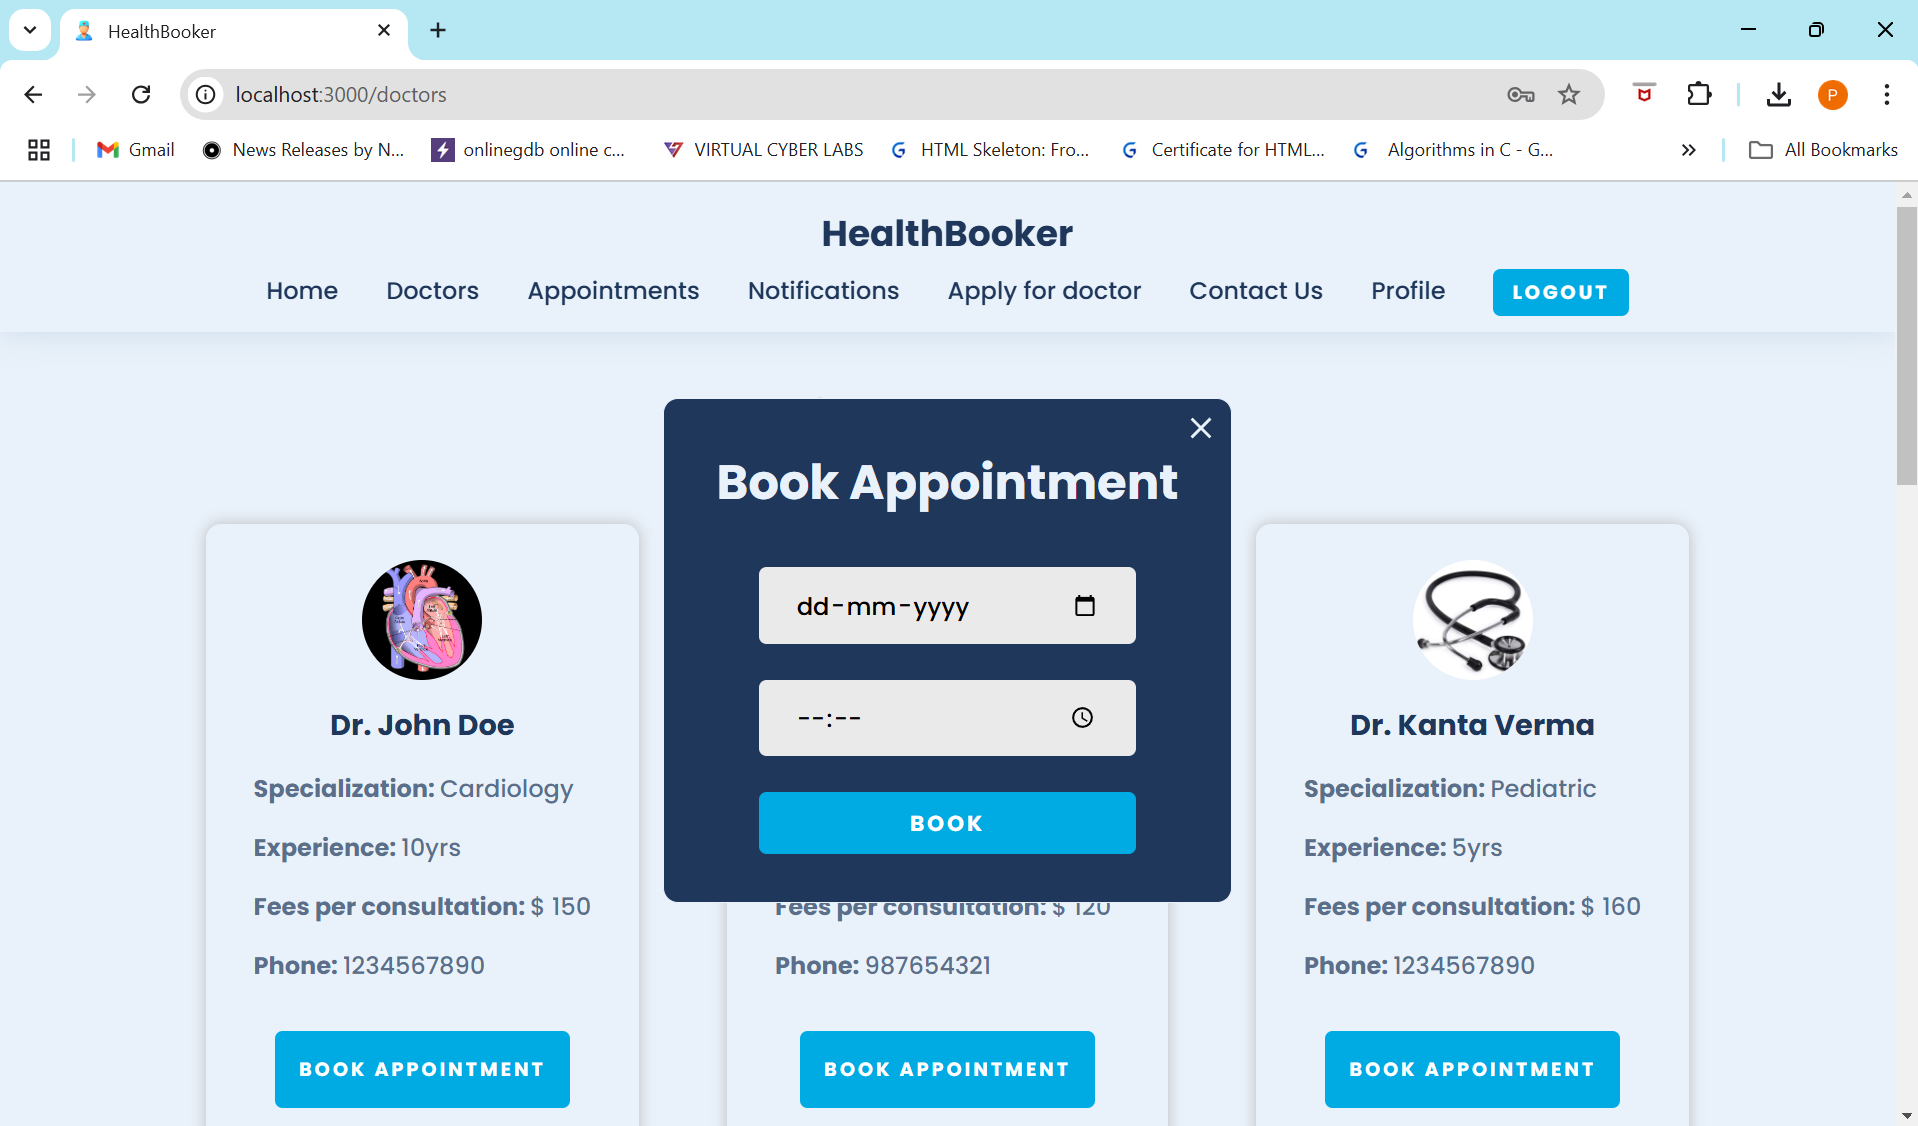 HealthBooker
localhost:3000/doctors
P
Gmail
News Releases by N...
onlinegdb online c...
VIRTUAL CYBER LABS
HTML Skeleton: Fro...
Certificate for HTML...
Algorithms in C - G...
All Bookmarks
HealthBooker
Home
Doctors
Appointments
Notifications
Apply for doctor
Contact Us
Profile
LOGOUT
Book Appointment
dd-mm-yyyy
--:--
BOOK
Dr. John Doe
Specialization: Cardiology
Experience: 10yrs
Fees per consultation: $ 150
Phone: 1234567890
BOOK APPOINTMENT
Fees per consultation: $ 120
Phone: 987654321
BOOK APPOINTMENT
Dr. Kanta Verma
Specialization: Pediatric
Experience: 5yrs
Fees per consultation: $ 160
Phone: 1234567890
BOOK APPOINTMENT